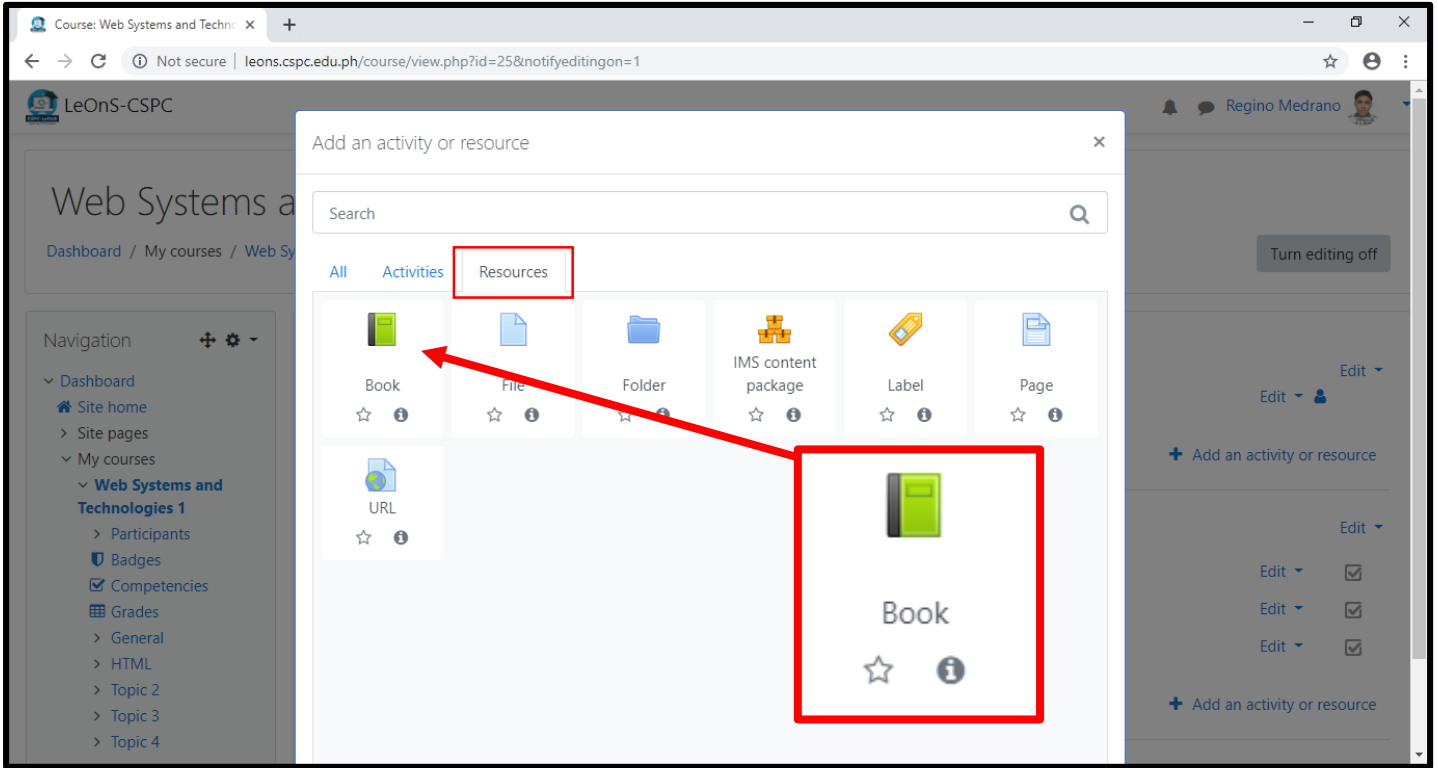 Course: Web Systems and Techno
Not secure | leons.cspc.edu.ph/course/view.php?id=25&notifyeditingon=1
LeOnS-CSPC
Regino Medrano
Web Systems a
Dashboard / My courses / Web Sy
Turn editing off
Add an activity or resource
Search
All Activities Resources
Book
File
Folder
IMS content
package
Label
Page
URL
Book
Navigation
Dashboard
Site home
Site pages
My courses
Web Systems and
Technologies 1
Participants
Badges
Competencies
Grades
General
HTML
Topic 2
Topic 3
Topic 4
Edit
Edit
Add an activity or resource
Edit
Edit
Edit
Edit
Add an activity or resource